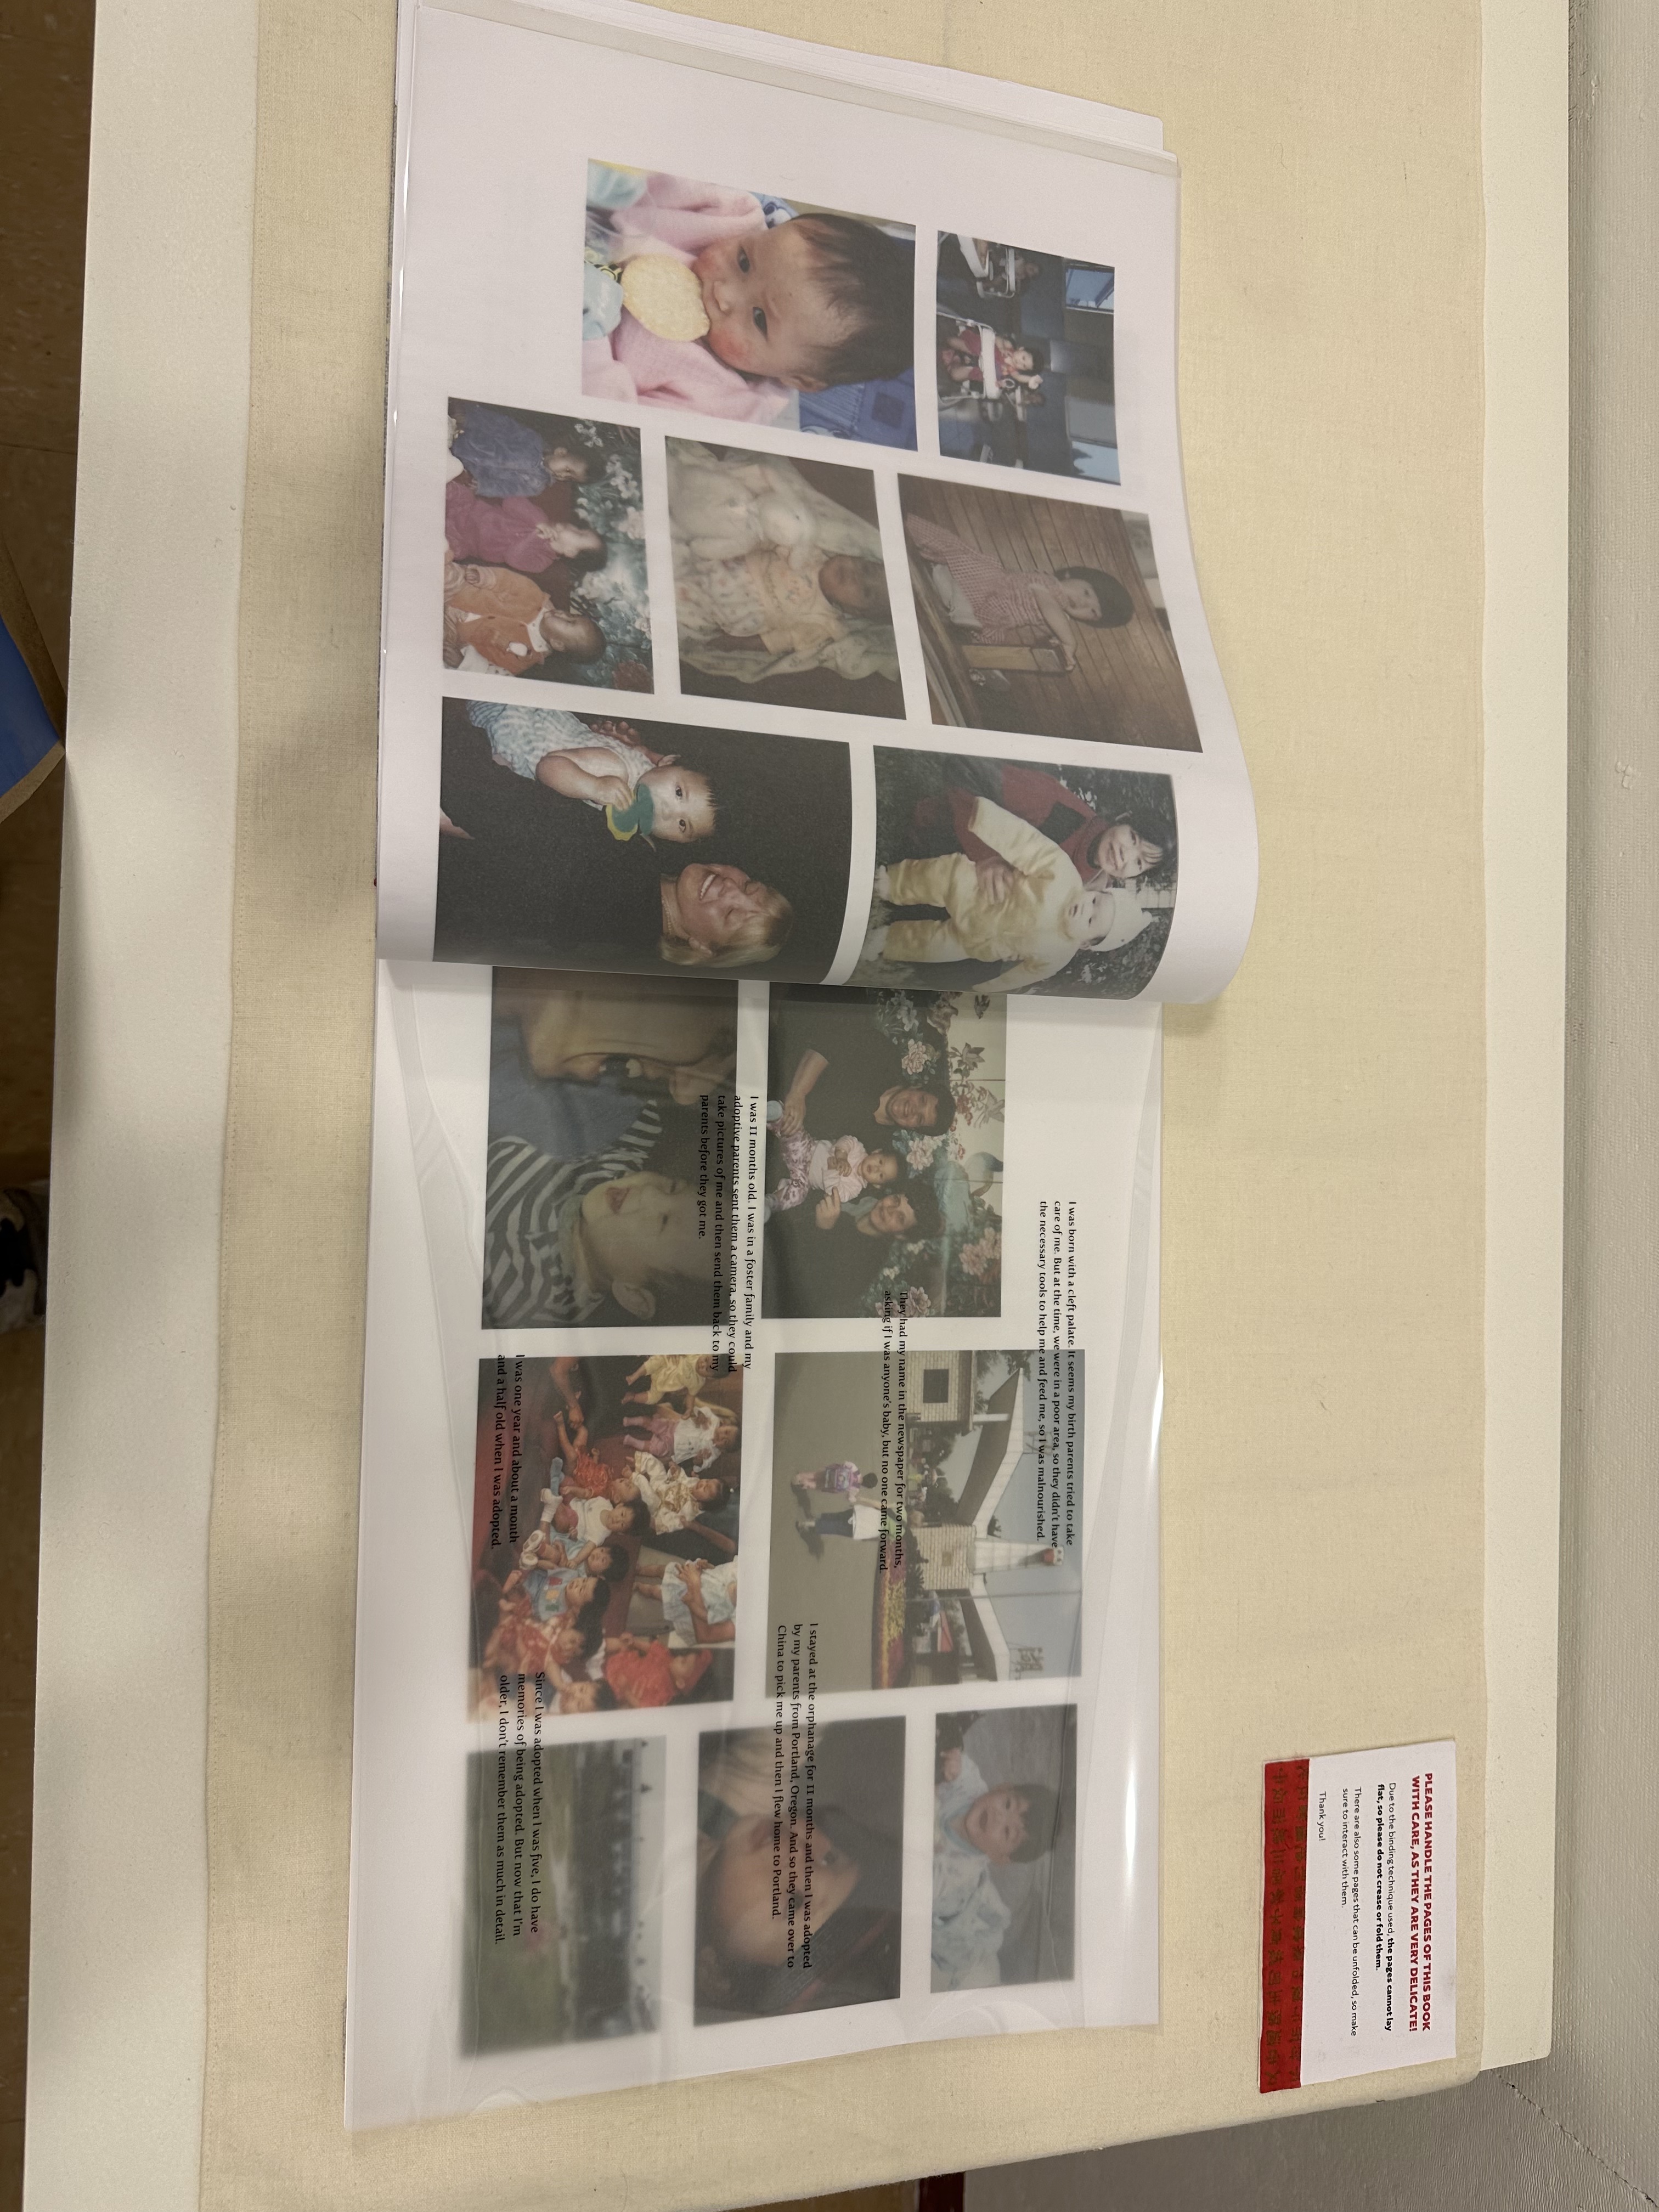 I was born with a cleft palate. It seems my birth parents tried to take
care of me. But at the time, we were in a poor area, so they didn't have
the necessary tools to help me and feed me, so I was malnourished.
They had my name in the newspaper for two months,
asking if I was anyone's baby, but no one came forward
I was 11 months old. I was in a foster family and my
adoptive parents sent them a camera, so they could
take pictures of me and then send them back to my
parents before they got me.
I stayed at the orphanage for 11 months and then I was adopted
by my parents from Portland, Oregon. And so they came over to
China to pick me up and then I flew home to Portland.
I was one year and about a month
and a half old when I was adopted.
Since I was adopted when I was five, I do have
memories of being adopted. But now that I'm
older, I don't remember them as much in detail.
PLEASE HANDLE THE PAGES OF THIS BOOK
WITH CARE, AS THEY ARE VERY DELICATE!
Due to the binding technique used, the pages cannot lay
flat, so please do not crease or fold them.
There are also some pages that can be unfolded, so make
sure to interact with them.
Thank you!